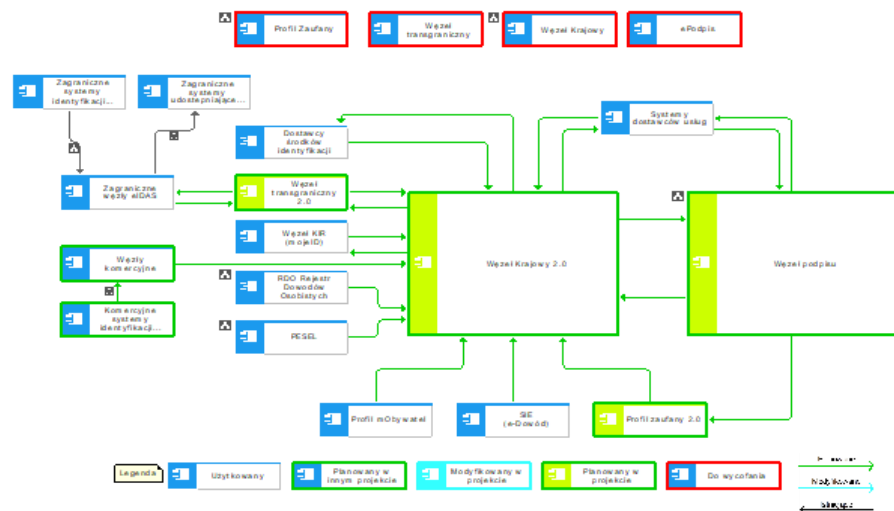 Profil Zaufany
Węzeł
transgraniczny
Węzeł Krajowy
ePodpis
Zagraniczne
systemy
identyfikacji...
Zagraniczne
systemy
udostępniające...
Dostawcy
środków
identyfikacji
Systemy
dostawców usług
Zagraniczne
węzły eIDAS
Węzeł
transgraniczny
2.0
Węzeł KIR
(mojeID)
Węzły
komercyjne
RDO Rejestr
Dowodów
Osobistych
Komercyjne
systemy
identyfikacji...
PESEL
Węzeł Krajowy 2.0
Węzeł podpisu
Profil mObywatel
SIE
(e-Dowód)
Profil zaufany 2.0
Legenda
Użytkowany
Planowany w
innym projekcie
Modyfikowany w
projekcie
Planowany w
projekcie
Do wycofania